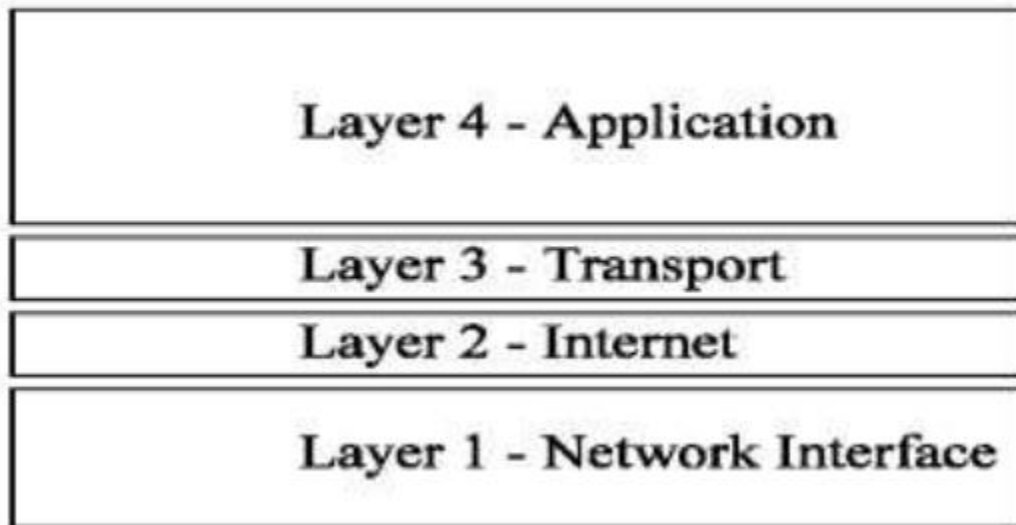 Layer 4 - Application
Layer 3 - Transport
Layer 2 - Internet
Layer 1 - Network Interface